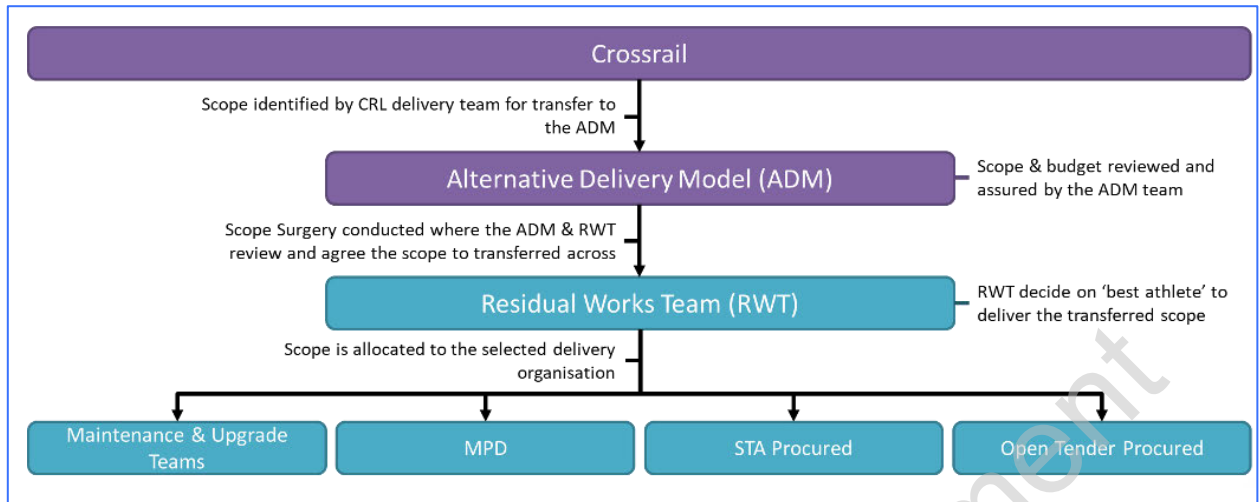 Crossrail
Scope identified by CRL delivery team for transfer to
the ADM
Alternative Delivery Model (ADM)
Scope & budget reviewed and
assured by the ADM team
Scope Surgery conducted where the ADM & RWT
review and agree the scope to transferred across
Residual Works Team (RWT)
RWT decide on ‘best athlete’ to
deliver the transferred scope
Scope is allocated to the selected delivery
organisation
Maintenance & Upgrade
Teams
MPD
STA Procured
Open Tender Procured
ment